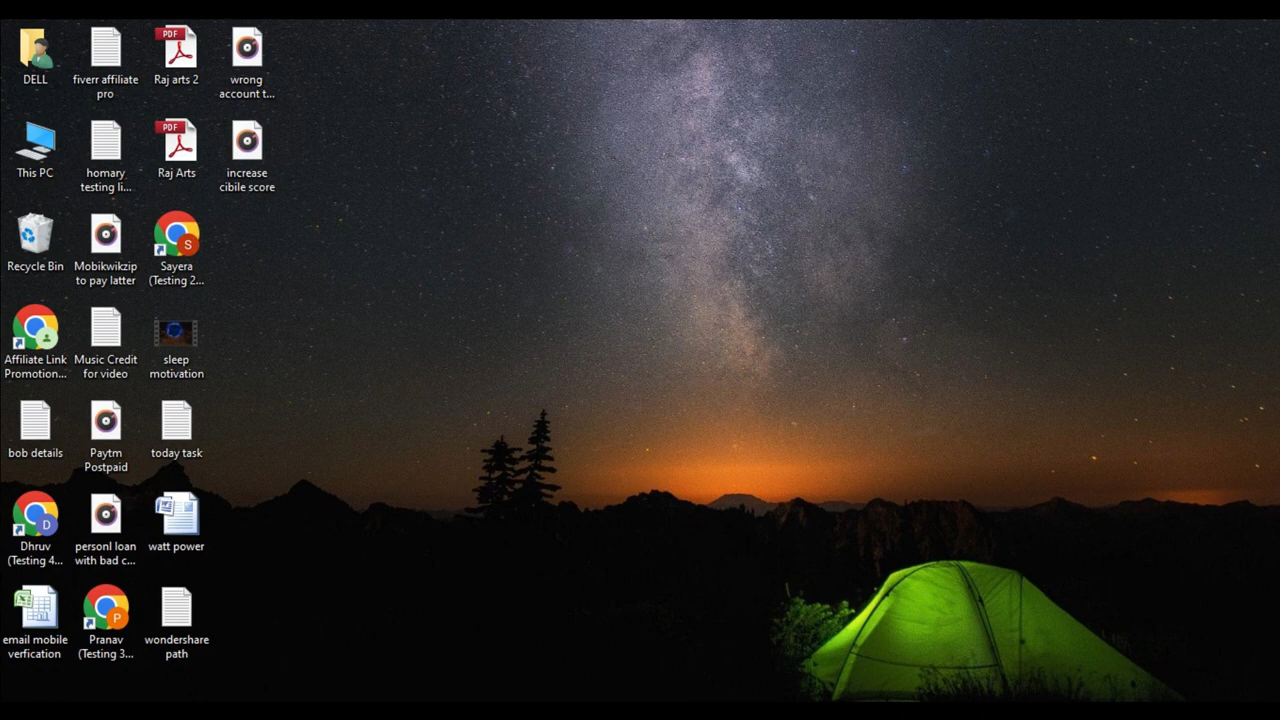 DELL
This PC
Recycle Bin
Affiliate Link
Promotion...
bob details
D
Dhruv
(Testing 4...
email mobile
verfication
fiverr affiliate
pro
homary
testing li...
Mobikwikzip
to pay latter
Music Credit
for video
Paytm
Postpaid
personl loan
with bad c...
P
Pranav
(Testing 3...
PDF
Raj arts 2
PDF
Raj Arts
S
Sayera
(Testing 2...
sleep
motivation
today task
W
watt power
wondershare
path
wrong
account t...
increase
cibile score